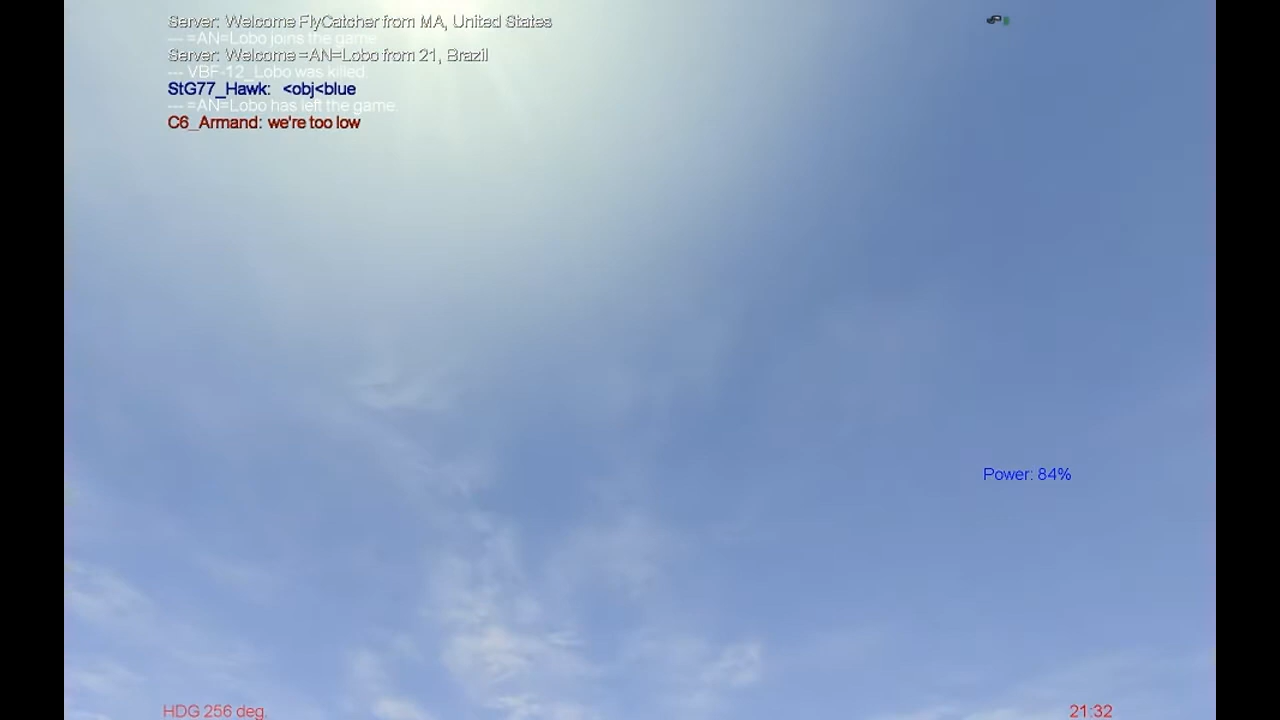 Server: Welcome FlyCatcher from MA, United States
--- =AN=Lobo joins the game
Server: Welcome =AN=Lobo from 21, Brazil
--- VBF-12_Lobo was killed.
StG77_Hawk: <obj<blue
--- =AN=Lobo has left the game.
C6_Armand: we're too low
Power: 84%
HDG 256 deg.
21:32